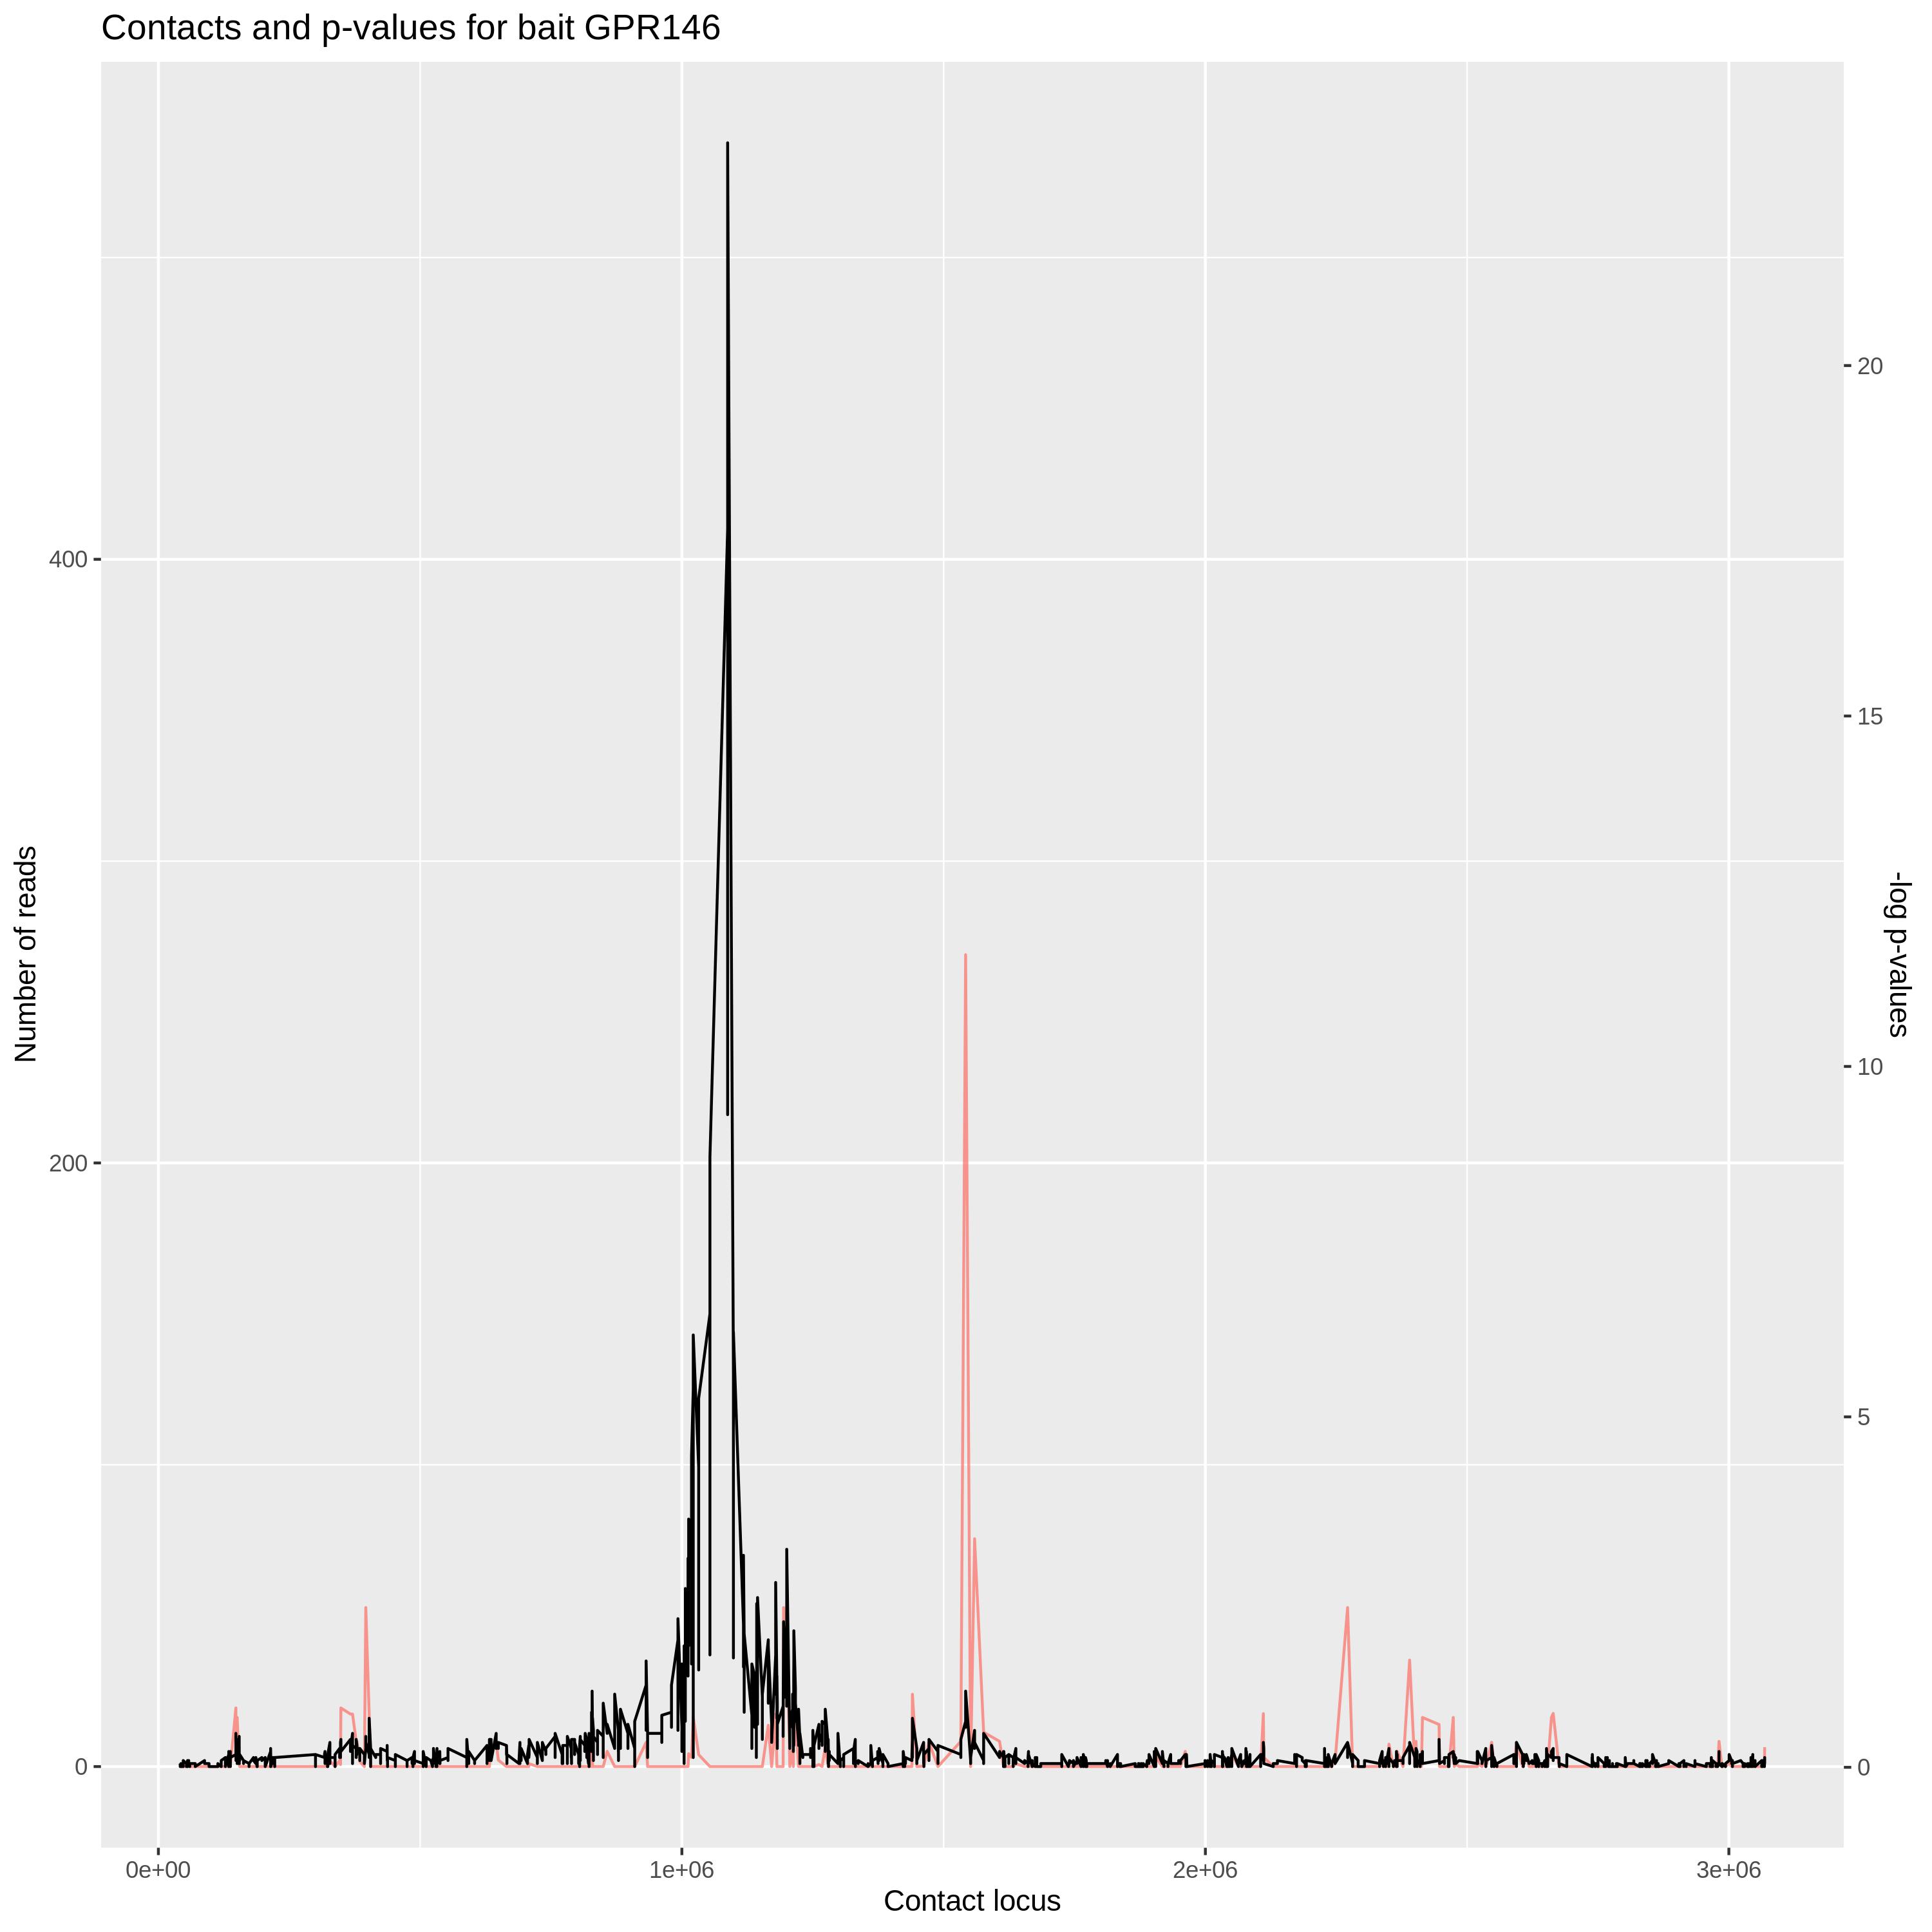 Contacts and p-values for bait GPR146
Number of reads
400
200
0
20
15
10
5
0
-log p-values
0e+00
1e+06
2e+06
3e+06
Contact locus